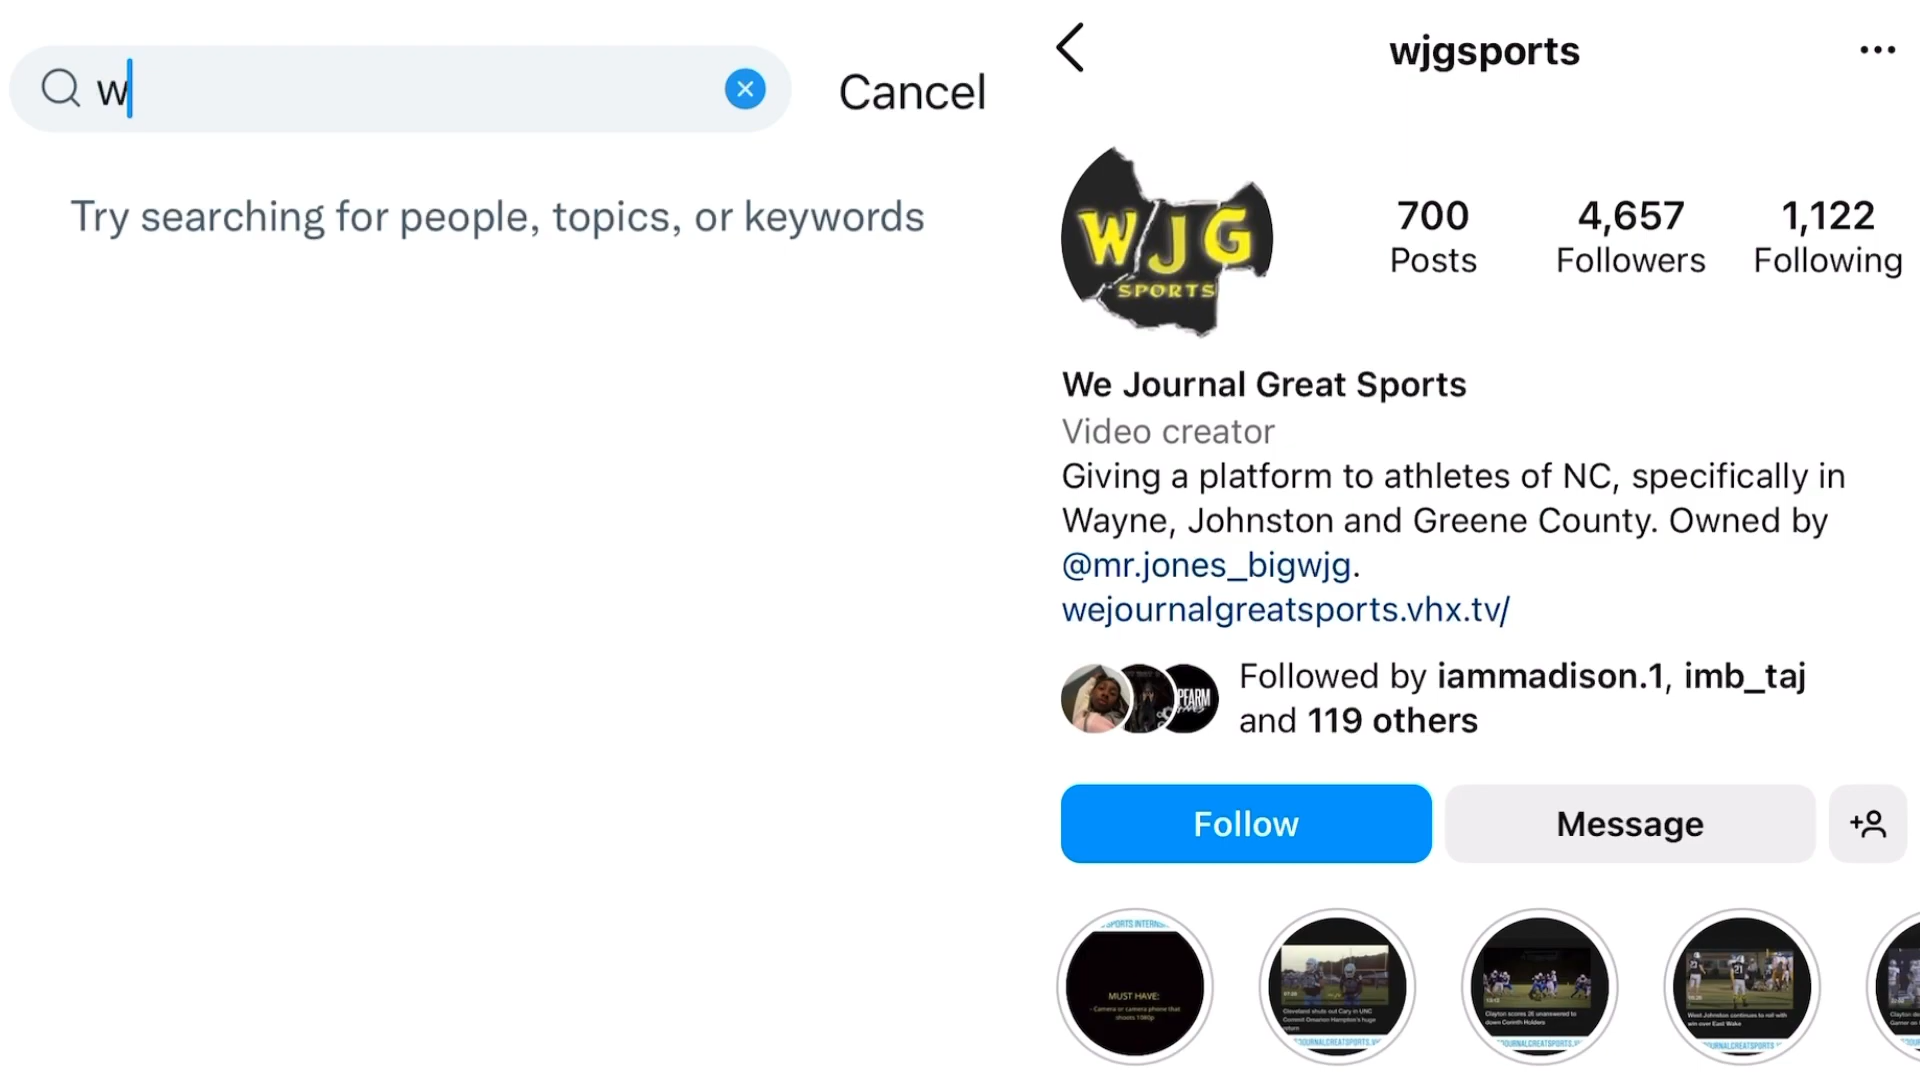 w
Cancel
Try searching for people, topics, or keywords
wjgsports
WJG
SPORTS
700
Posts
4,657
Followers
1,122
Following
We Journal Great Sports
Video creator
Giving a platform to athletes of NC, specifically in
Wayne, Johnston and Greene County. Owned by
@mr.jones_bigwjg.
wejournalgreatsports.vhx.tv/
Followed by iammadison.1, imb_taj
and 119 others
Follow
Message
MUST HAVE:
- Camera or camera phone that
shoots 1080p
Cleveland shuts out Cary in UNC
Commit Omarion Hampton's huge
return
Clayton scores 28 unanswered to
down Corinth Holders
West Johnston continues to roll with
win over East Wake